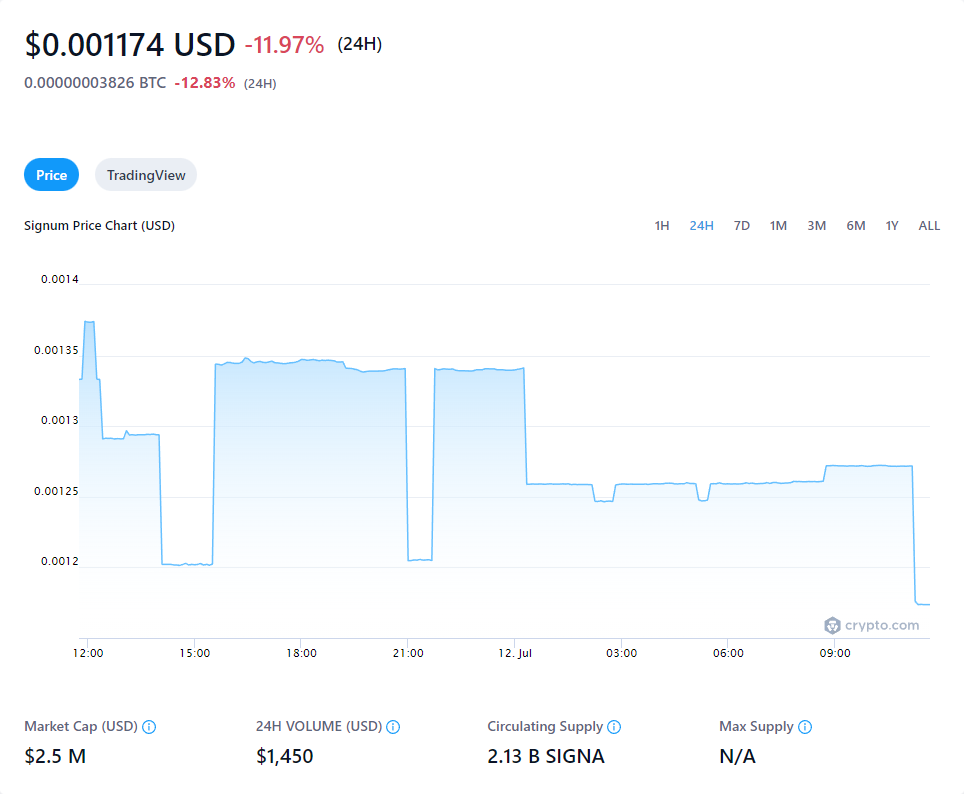 $0.001174 USD -11.97% (24H)
0.00000003826 BTC -12.83% (24H)
Price TradingView
Signum Price Chart (USD) 1H 24H 7D 1M 3M 6M 1Y ALL
0.0014
0.00135
0.0013
0.00125
0.0012
crypto.com
12:00 15:00 18:00 21:00 12. Jul 03:00 06:00 09:00
Market Cap (USD) 24H VOLUME (USD) Circulating Supply Max Supply
$2.5 M $1,450 2.13 B SIGNA N/A